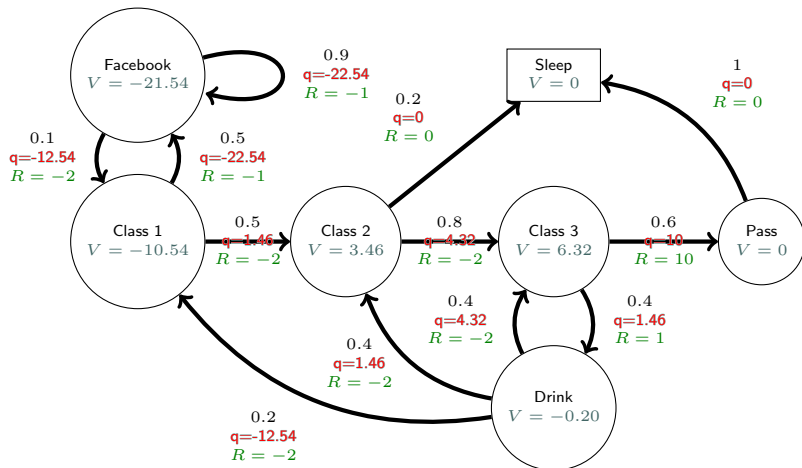 Facebook
V = −21.54
0.9
q=-22.54
R = −1
Sleep
V = 0
1
q=0
R = 0
0.2
q=0
R = 0
0.1
q=-12.54
R = −2
0.5
q=-22.54
R = −1
Class 1
V = −10.54
0.5
q=1.46
R = −2
Class 2
V = 3.46
0.8
q=4.32
R = −2
Class 3
V = 6.32
0.6
q=10
R = 10
Pass
V = 0
0.4
q=4.32
R = −2
0.4
q=1.46
R = 1
0.4
q=1.46
R = −2
Drink
V = −0.20
0.2
q=-12.54
R = −2